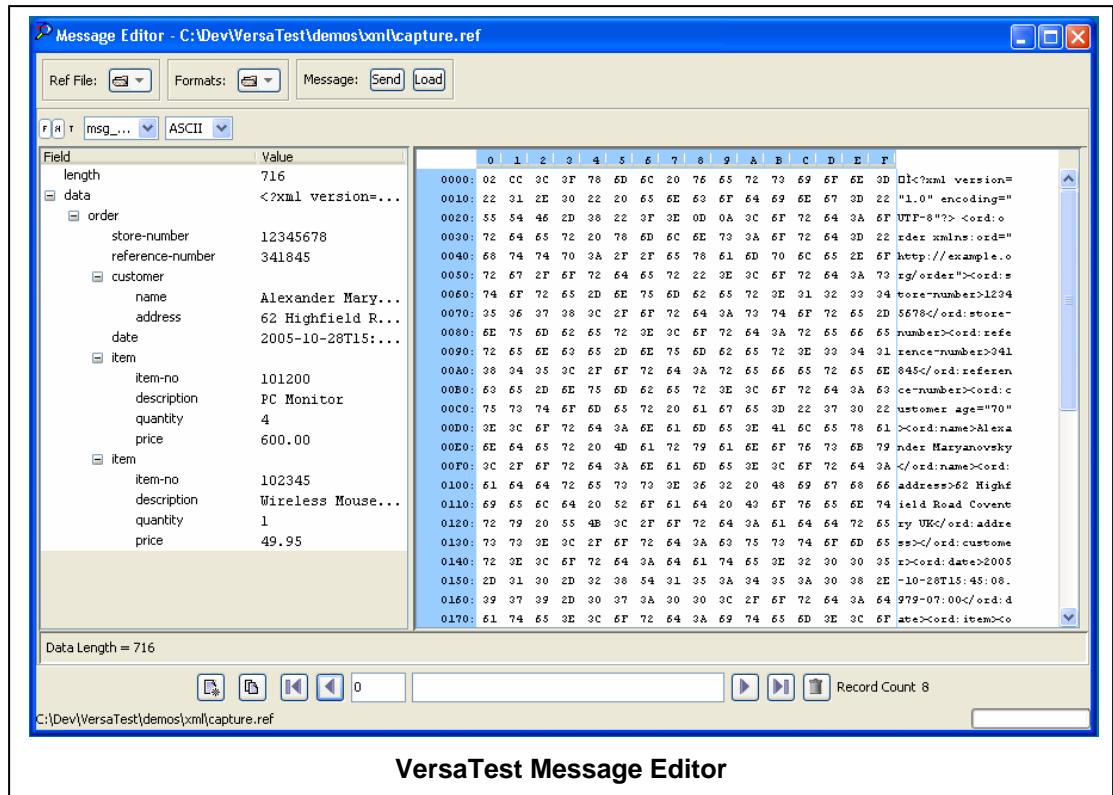 Message Editor - C:\Dev\VersaTest\demos\xml\capture.ref
Ref File: Formats: Message: Send Load
F A T msg_... ASCII
Field Value
length 716
data <?xml version=...
order
store-number 12345678
reference-number 341845
customer
name Alexander Mary...
address 62 Highfield R...
date 2005-10-28T15:...
item
item-no 101200
description PC Monitor
quantity 4
price 600.00
item
item-no 102345
description Wireless Mouse...
quantity 1
price 49.95
0 1 2 3 4 5 6 7 8 9 A B C D E F
0000: 02 CC 3C 3F 78 6D 6C 20 76 65 72 73 69 6F 6E 3D □Ì<?xml version=
0010: 22 31 2E 30 22 20 65 6E 63 6F 64 69 6E 67 3D 22 "1.0" encoding="
0020: 55 54 46 2D 38 22 3F 3E 0D 0A 3C 6F 72 64 3A 6F UTF-8"?> <ord:o
0030: 72 64 65 72 20 78 6D 6C 6E 73 3A 6F 72 64 3D 22 rder xmlns:ord="
0040: 68 74 74 70 3A 2F 2F 65 78 61 6D 70 6C 65 2E 6F http://example.o
0050: 72 67 2F 6F 72 64 65 72 22 3E 3C 6F 72 64 3A 73 rg/order"><ord:s
0060: 74 6F 72 65 2D 6E 75 6D 62 65 72 3E 31 32 33 34 tore-number>1234
0070: 35 36 37 38 3C 2F 6F 72 64 3A 73 74 6F 72 65 2D 5678</ord:store-
0080: 6E 75 6D 62 65 72 3E 3C 6F 72 64 3A 72 65 66 65 number><ord:refe
0090: 72 65 6E 63 65 2D 6E 75 6D 62 65 72 3E 33 34 31 rence-number>341
00A0: 38 34 35 3C 2F 6F 72 64 3A 72 65 66 65 72 65 6E 845</ord:referen
00B0: 63 65 2D 6E 75 6D 62 65 72 3E 3C 6F 72 64 3A 63 ce-number><ord:c
00C0: 75 73 74 6F 6D 65 72 20 61 67 65 3D 22 37 30 22 ustomer age="70"
00D0: 3E 3C 6F 72 64 3A 6E 61 6D 65 3E 41 6C 65 78 61 ><ord:name>Alexa
00E0: 6E 64 65 72 20 4D 61 72 79 61 6E 6F 76 73 6B 79 nder Maryanovsky
00F0: 3C 2F 6F 72 64 3A 6E 61 6D 65 3E 3C 6F 72 64 3A </ord:name><ord:
0100: 61 64 64 72 65 73 73 3E 36 32 20 48 69 67 68 66 address>62 Highf
0110: 69 65 6C 64 20 52 6F 61 64 20 43 6F 76 65 6E 74 ield Road Covent
0120: 72 79 20 55 4B 3C 2F 6F 72 64 3A 61 64 64 72 65 ry UK</ord:addre
0130: 73 73 3E 3C 2F 6F 72 64 3A 63 75 73 74 6F 6D 65 ss></ord:custome
0140: 72 3E 3C 6F 72 64 3A 64 61 74 65 3E 32 30 30 35 r><ord:date>2005
0150: 2D 31 30 2D 32 38 54 31 35 3A 34 35 3A 30 38 2E -10-28T15:45:08.
0160: 39 37 39 2D 30 37 3A 30 30 3C 2F 6F 72 64 3A 64 979-07:00</ord:d
0170: 61 74 65 3E 3C 6F 72 64 3A 69 74 65 6D 3E 3C 6F ate><ord:item><o
Data Length = 716
0 Record Count 8
C:\Dev\VersaTest\demos\xml\capture.ref
VersaTest Message Editor